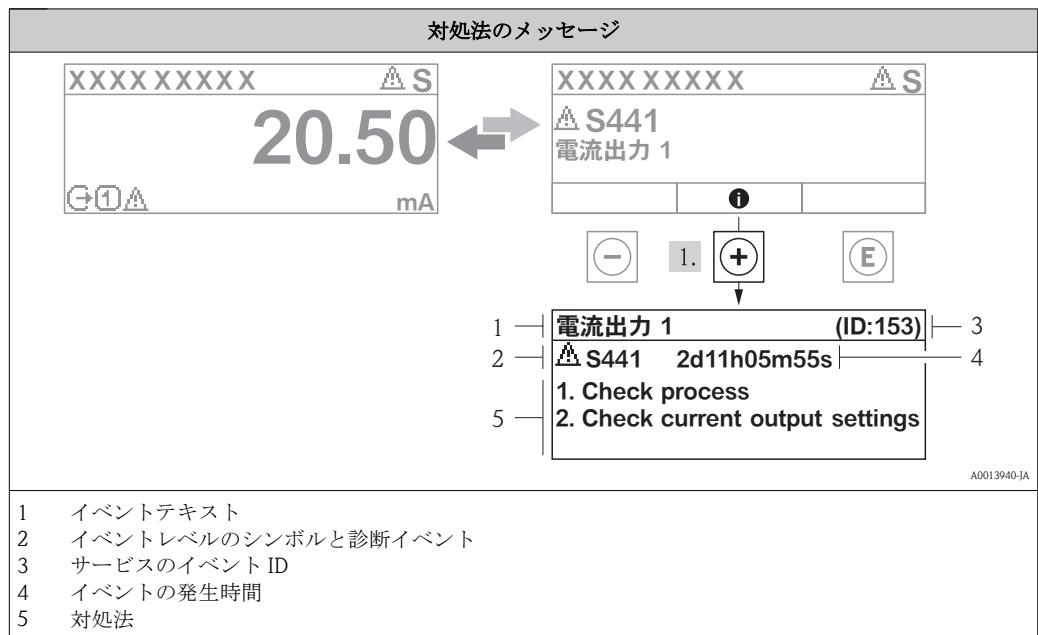 対処法のメッセージ
XXXX XXXXX ⚠ S
20.50
mA
1 ⚠
XXXX XXXXX ⚠ S
⚠ S441
電流出力 1
i
− 1. + E
1 電流出力 1 (ID:153) 3
2 ⚠ S441 2d11h05m55s 4
1. Check process
5 2. Check current output settings
A0013940-JA
1 イベントテキスト
2 イベントレベルのシンボルと診断イベント
3 サービスのイベント ID
4 イベントの発生時間
5 対処法